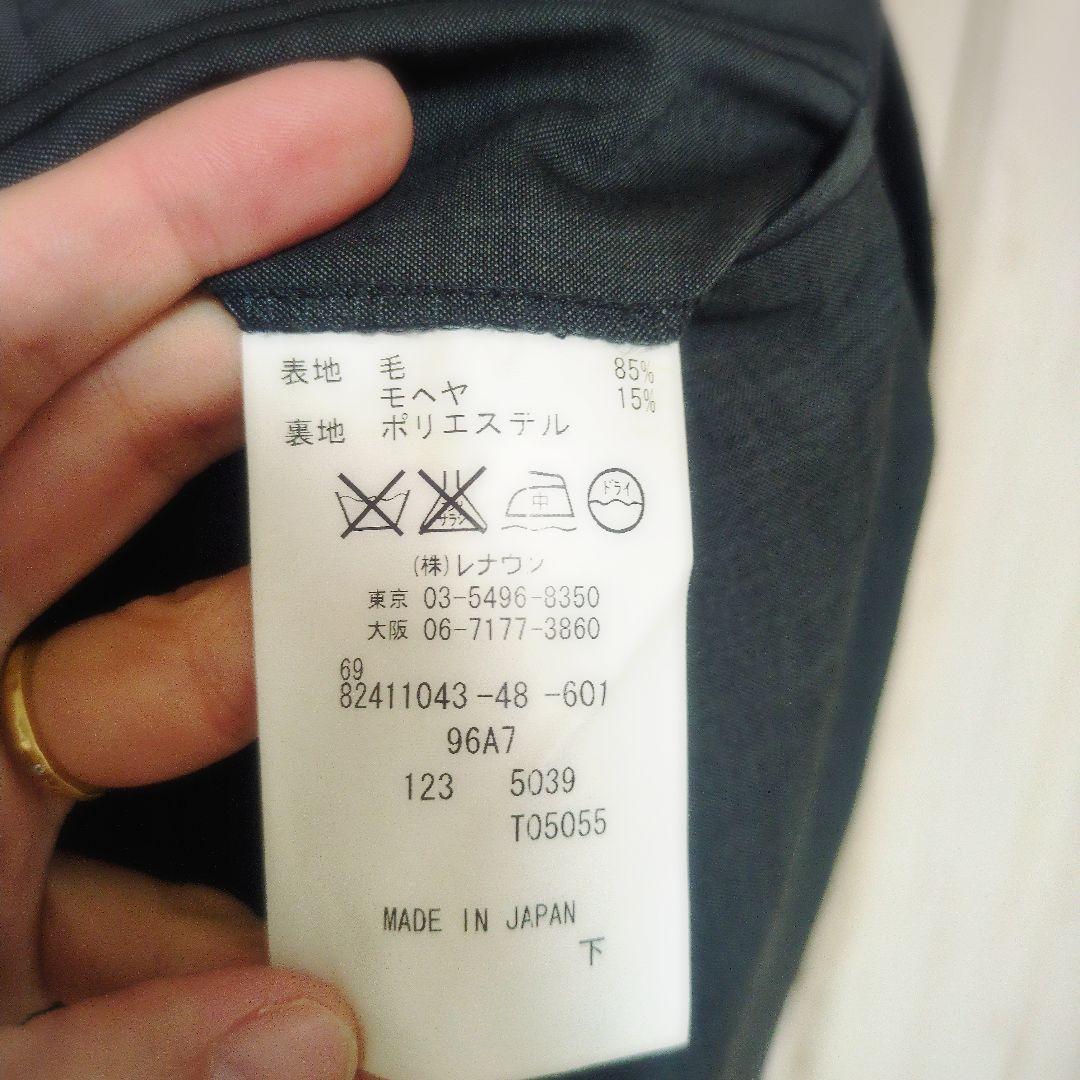 表地 毛 85%
モヘヤ 15%
裏地 ポリエステル
中 ドライ
(株)レナウン
東京 03-5496-8350
大阪 06-7177-3860
69
82411043-48-601
96A7
123 5039
T05055
MADE IN JAPAN
下